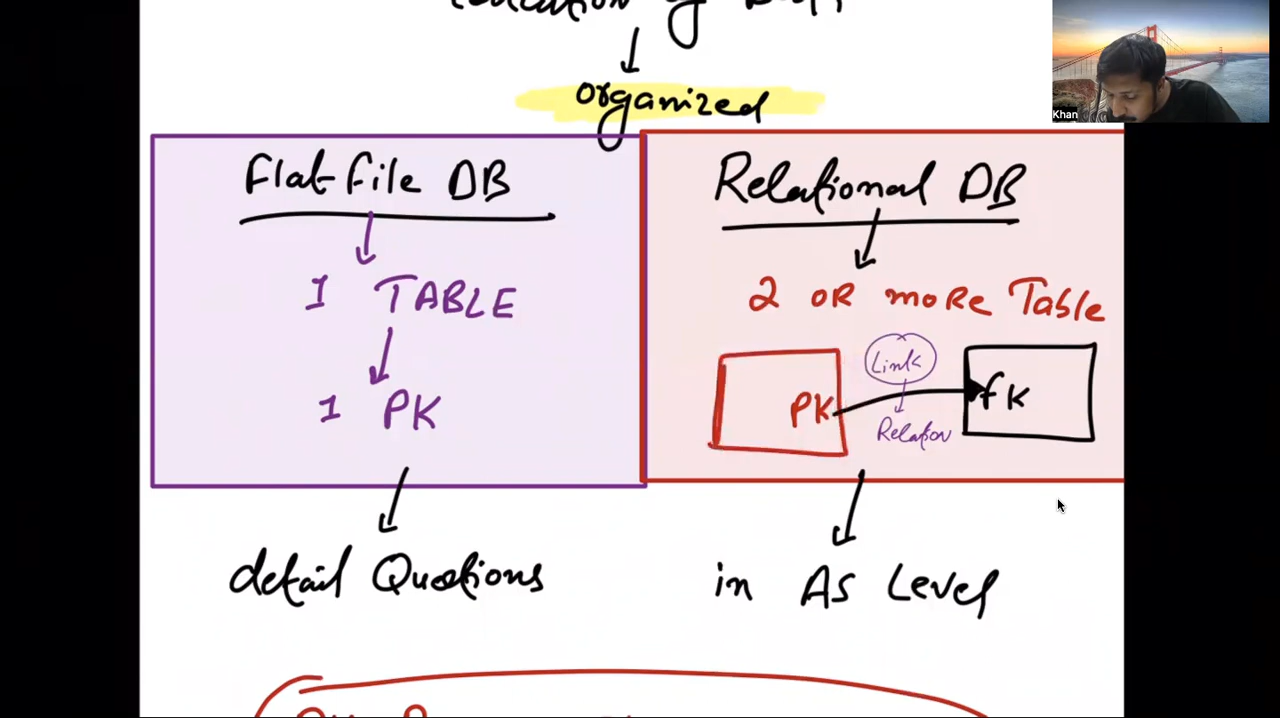 organized
Flat file DB
1 TABLE
1 PK
detail Questions
Relational DB
2 OR moRe Table
PK
Link
Relation
fK
in AS Level
Khan